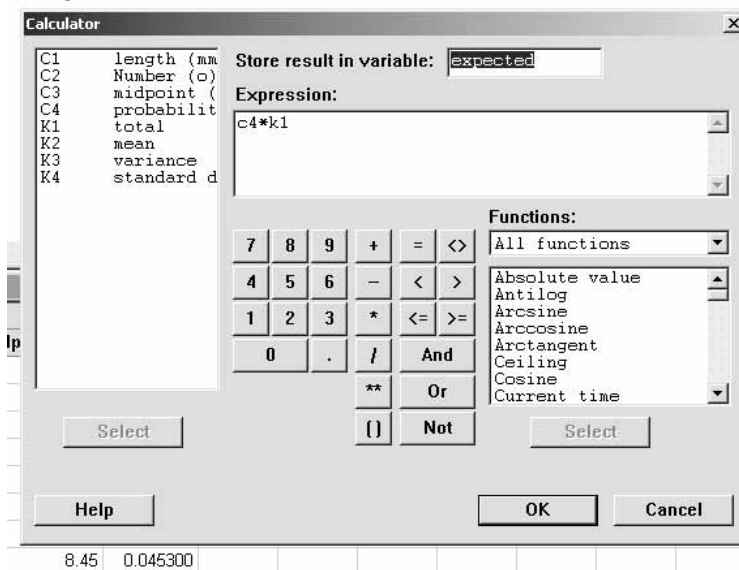 Calculator
C1 length (mm
C2 Number (o)
C3 midpoint (
C4 probabilit
K1 total
K2 mean
K3 variance
K4 standard d
Store result in variable: expected
Expression:
c4*k1
7 8 9 + = <>
4 5 6 – < >
1 2 3 * <= >=
0 . / And
** Or
() Not
Functions:
All functions
Absolute value
Antilog
Arcsine
Arccosine
Arctangent
Ceiling
Cosine
Current time
Select
Select
Help
OK
Cancel
8.45 0.045300